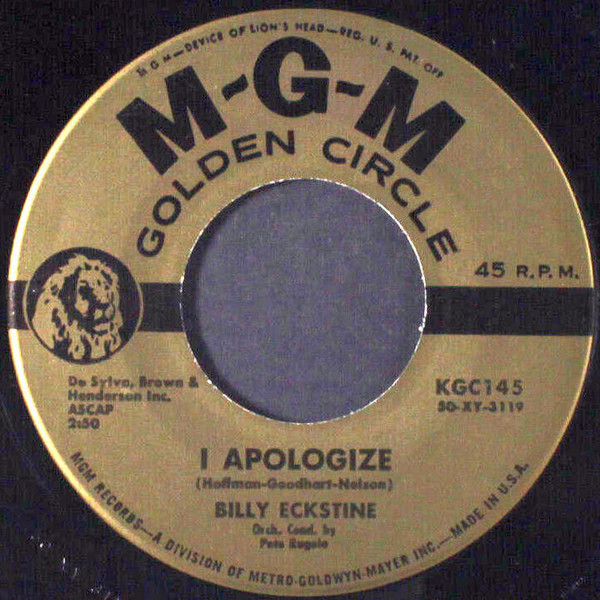 M G M—DEVICE OF LION'S HEAD—REG. U. S. PAT. OFF
M-G-M
GOLDEN CIRCLE
45 R.P.M.
De Sylva, Brown &
Henderson Inc.
ASCAP
2:50
KGC145
50-XY-3119
I APOLOGIZE
(Hoffman-Goodhart-Nelson)
BILLY ECKSTINE
Orch. Cond. by
Pete Rugolo
MGM RECORDS—A DIVISION OF METRO-GOLDWYN-MAYER INC.—MADE IN U.S.A.